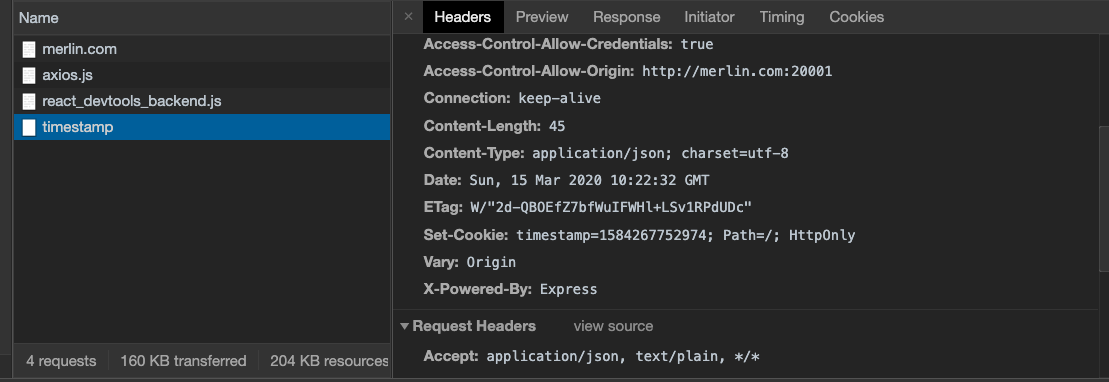 Name
merlin.com
axios.js
react_devtools_backend.js
timestamp
4 requests 160 KB transferred 204 KB resources
× Headers Preview Response Initiator Timing Cookies
Access-Control-Allow-Credentials: true
Access-Control-Allow-Origin: http://merlin.com:20001
Connection: keep-alive
Content-Length: 45
Content-Type: application/json; charset=utf-8
Date: Sun, 15 Mar 2020 10:22:32 GMT
ETag: W/"2d-QBOEfZ7bfWuIFWHl+LSv1RPdUDc"
Set-Cookie: timestamp=1584267752974; Path=/; HttpOnly
Vary: Origin
X-Powered-By: Express
Request Headers view source
Accept: application/json, text/plain, */*